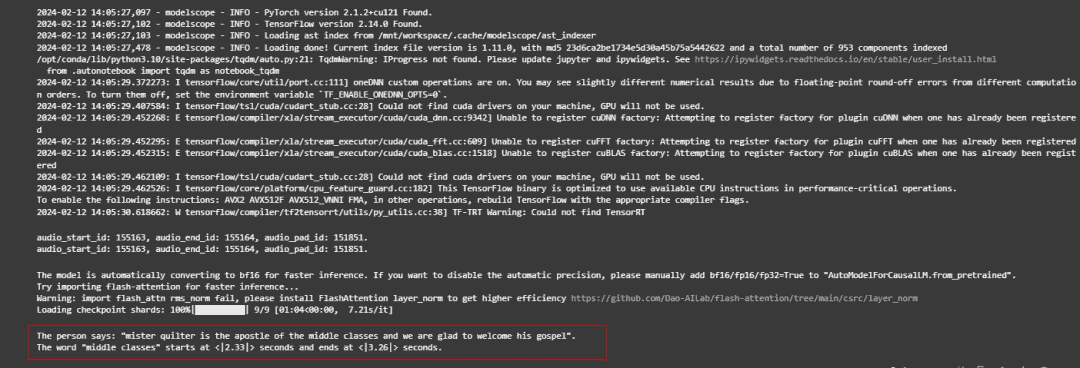 2024-02-12 14:05:27,097 - modelscope - INFO - PyTorch version 2.1.2+cu121 Found.
2024-02-12 14:05:27,102 - modelscope - INFO - TensorFlow version 2.14.0 Found.
2024-02-12 14:05:27,103 - modelscope - INFO - Loading ast index from /mnt/workspace/.cache/modelscope/ast_indexer
2024-02-12 14:05:27,478 - modelscope - INFO - Loading done! Current index file version is 1.11.0, with md5 23d6ca2be1734e5d30a45b75a5442622 and a total number of 953 components indexed
/opt/conda/lib/python3.10/site-packages/tqdm/auto.py:21: TqdmWarning: IProgress not found. Please update jupyter and ipywidgets. See https://ipywidgets.readthedocs.io/en/stable/user_install.html
from .autonotebook import tqdm as notebook_tqdm
2024-02-12 14:05:29.372273: I tensorflow/core/util/port.cc:111] oneDNN custom operations are on. You may see slightly different numerical results due to floating-point round-off errors from different computatio
n orders. To turn them off, set the environment variable `TF_ENABLE_ONEDNN_OPTS=0`.
2024-02-12 14:05:29.407584: I tensorflow/tsl/cuda/cudart_stub.cc:28] Could not find cuda drivers on your machine, GPU will not be used.
2024-02-12 14:05:29.452268: E tensorflow/compiler/xla/stream_executor/cuda/cuda_dnn.cc:9342] Unable to register cuDNN factory: Attempting to register factory for plugin cuDNN when one has already been registere
d
2024-02-12 14:05:29.452295: E tensorflow/compiler/xla/stream_executor/cuda/cuda_fft.cc:609] Unable to register cuFFT factory: Attempting to register factory for plugin cuFFT when one has already been registered
2024-02-12 14:05:29.452315: E tensorflow/compiler/xla/stream_executor/cuda/cuda_blas.cc:1518] Unable to register cuBLAS factory: Attempting to register factory for plugin cuBLAS when one has already been regist
ered
2024-02-12 14:05:29.462109: I tensorflow/tsl/cuda/cudart_stub.cc:28] Could not find cuda drivers on your machine, GPU will not be used.
2024-02-12 14:05:29.462526: I tensorflow/core/platform/cpu_feature_guard.cc:182] This TensorFlow binary is optimized to use available CPU instructions in performance-critical operations.
To enable the following instructions: AVX2 AVX512F AVX512_VNNI FMA, in other operations, rebuild TensorFlow with the appropriate compiler flags.
2024-02-12 14:05:30.618662: W tensorflow/compiler/tf2tensorrt/utils/py_utils.cc:38] TF-TRT Warning: Could not find TensorRT
audio_start_id: 155163, audio_end_id: 155164, audio_pad_id: 151851.
audio_start_id: 155163, audio_end_id: 155164, audio_pad_id: 151851.
The model is automatically converting to bf16 for faster inference. If you want to disable the automatic precision, please manually add bf16/fp16/fp32=True to "AutoModelForCausalLM.from_pretrained".
Try importing flash-attention for faster inference...
Warning: import flash_attn rms_norm fail, please install FlashAttention layer_norm to get higher efficiency https://github.com/Dao-AILab/flash-attention/tree/main/csrc/layer_norm
Loading checkpoint shards: 100%|██████████| 9/9 [01:04<00:00, 7.21s/it]
The person says: "mister quilter is the apostle of the middle classes and we are glad to welcome his gospel".
The word "middle classes" starts at <|2.33|> seconds and ends at <|3.26|> seconds.